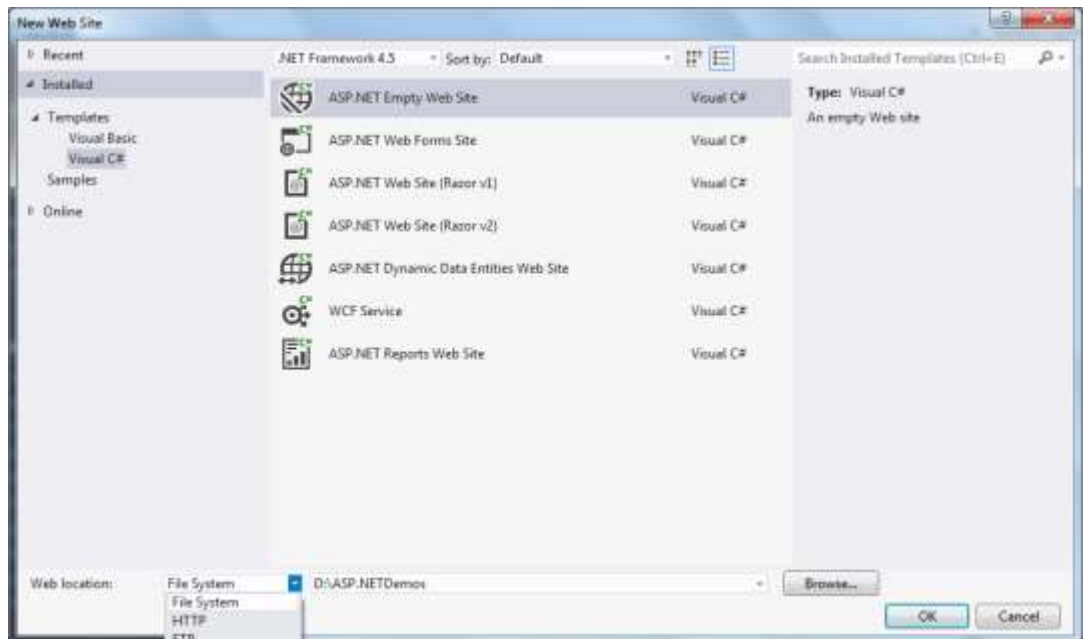 New Web Site
Recent
.NET Framework 4.5
Sort by: Default
Search Installed Templates (Ctrl+E)
Installed
Templates
Visual Basic
Visual C#
Samples
Online
ASP.NET Empty Web Site Visual C#
ASP.NET Web Forms Site Visual C#
ASP.NET Web Site (Razor v1) Visual C#
ASP.NET Web Site (Razor v2) Visual C#
ASP.NET Dynamic Data Entities Web Site Visual C#
WCF Service Visual C#
ASP.NET Reports Web Site Visual C#
Type: Visual C#
An empty Web site
Web location: File System D:\ASP.NETDemos Browse...
File System
HTTP
FTP
OK Cancel